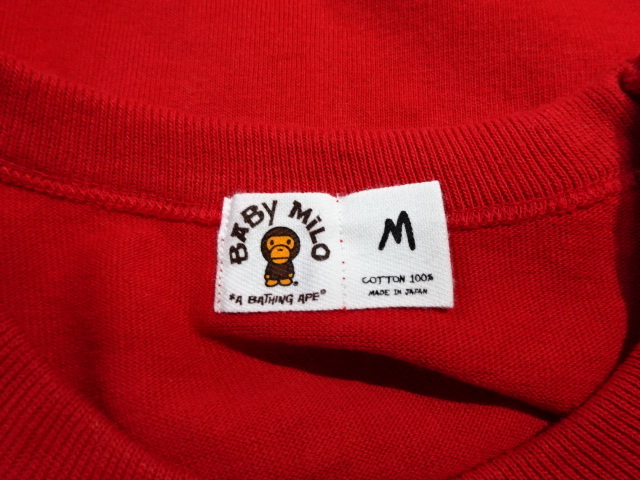 BABY MiLO
®
"A BATHING APE"
M
COTTON 100%
MADE IN JAPAN